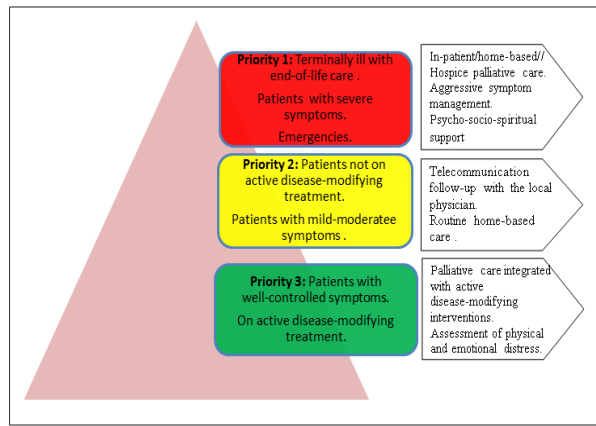 Priority 1: Terminally ill with
end-of-life care .
Patients with severe
symptoms.
Emergencies.
In-patient/home-based//
Hospice palliative care.
Aggressive symptom
management.
Psycho-socio-spiritual
support
Priority 2: Patients not on
active disease-modifying
treatment.
Patients with mild-moderatee
symptoms .
Telecommunication
follow-up with the local
physician.
Routine home-based
care .
Priority 3: Patients with
well-controlled symptoms.
On active disease-modifying
treatment.
Palliative care integrated
with active
disease-modifying
interventions.
Assessment of physical
and emotional distress.